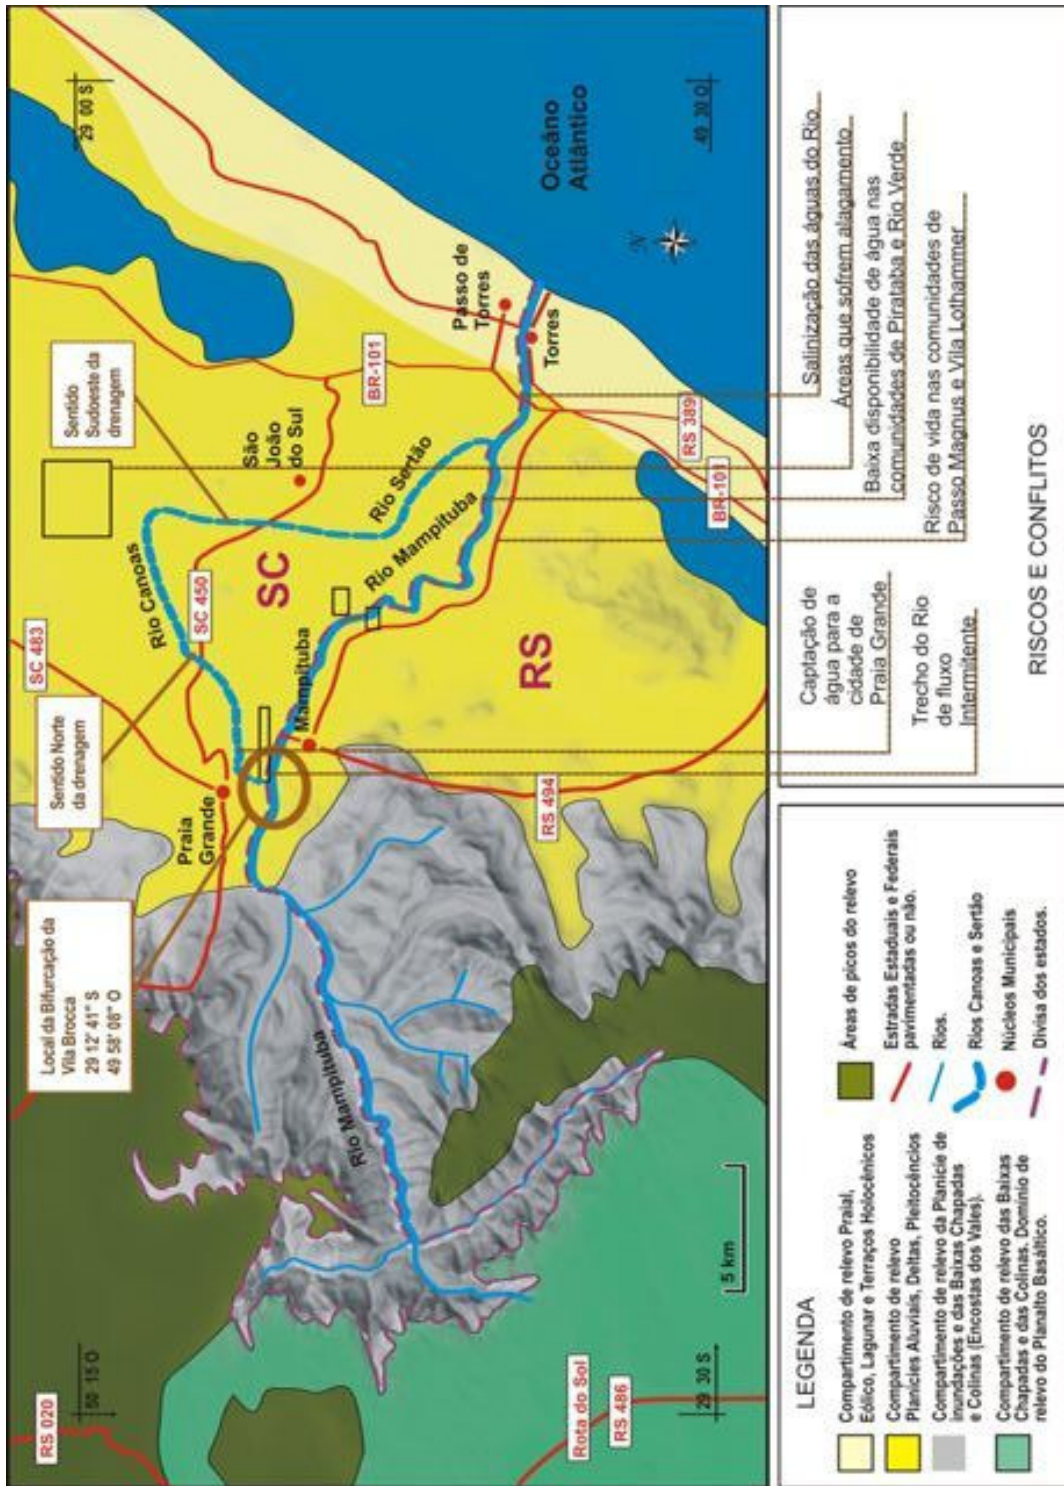 RS 020
50 15 O
Rota do Sol
RS 486
29 30 S
5 km
Local da Bifurcação da
Vila Brocca
29 12' 41" S
49 58' 08" O
Sentido Norte
da drenagem
Sentido
Sudoeste da
drenagem
29 00 S
SC 483
Praia
Grande
Rio Canoas
SC 450
São
João
do Sul
SC
Rio Sertão
BR-101
Rio Mampituba
Rio Mampituba
Mampituba
RS 494
RS
Passo de
Torres
Torres
RS 389
BR-101
Oceâno
Atlântico
N
49 30 O
LEGENDA
Compartimento de relevo Praial,
Eólico, Lagunar e Terraços Holocênicos
Compartimento de relevo
Planicies Aluviais, Deltas, Pleitocêncios
Compartimento de relevo da Planicie de
inundações e das Baixas Chapadas
e Colinas (Encostas dos Vales).
Compartimento de relevo das Baixas
Chapadas e das Colinas. Domínio de
relevo do Planalto Basáltico.
Áreas de picos do relevo
Estradas Estaduais e Federais
pavimentadas ou não.
Rios.
Rios Canoas e Sertão
Núcleos Municipais
Divisa dos estados.
Captação de
água para a
cidade de
Praia Grande
Trecho do Rio
de fluxo
Intermitente
Salinização das águas do Rio
Áreas que sofrem alagamento
Baixa disponibilidade de água nas
comunidades de Pirataba e Rio Verde
Risco de vida nas comunidades de
Passo Magnus e Vila Lothammer
RISCOS E CONFLITOS